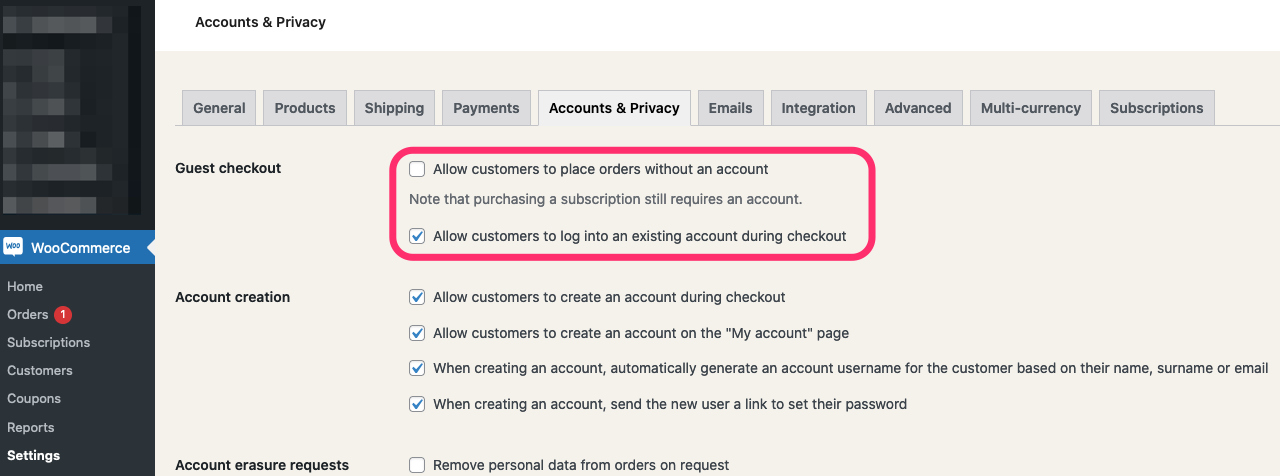 Accounts & Privacy
General Products Shipping Payments Accounts & Privacy Emails Integration Advanced Multi-currency Subscriptions
Guest checkout
Allow customers to place orders without an account
Note that purchasing a subscription still requires an account.
Allow customers to log into an existing account during checkout
Account creation
Allow customers to create an account during checkout
Allow customers to create an account on the "My account" page
When creating an account, automatically generate an account username for the customer based on their name, surname or email
When creating an account, send the new user a link to set their password
Account erasure requests
Remove personal data from orders on request
Woo WooCommerce
Home
Orders 1
Subscriptions
Customers
Coupons
Reports
Settings